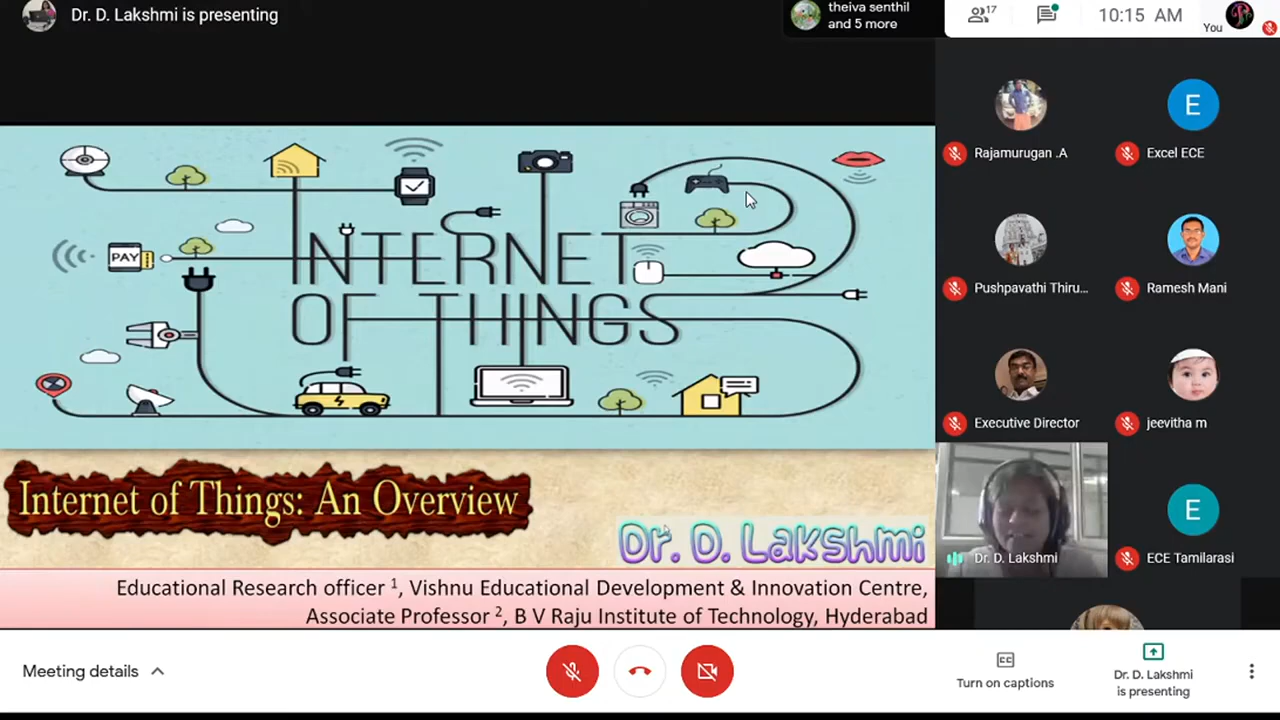 Dr. D. Lakshmi is presenting
theiva senthil
and 5 more
17
10:15 AM
You
Rajamurugan .A
E
Excel ECE
Pushpavathi Thiru...
Ramesh Mani
Executive Director
jeevitha m
Dr. D. Lakshmi
E
ECE Tamilarasi
PAY
INTERNET
OF THINGS
Internet of Things: An Overview
Dr. D. Lakshmi
Educational Research officer 1, Vishnu Educational Development & Innovation Centre,
Associate Professor 2, B V Raju Institute of Technology, Hyderabad
Meeting details
CC
Turn on captions
Dr. D. Lakshmi
is presenting